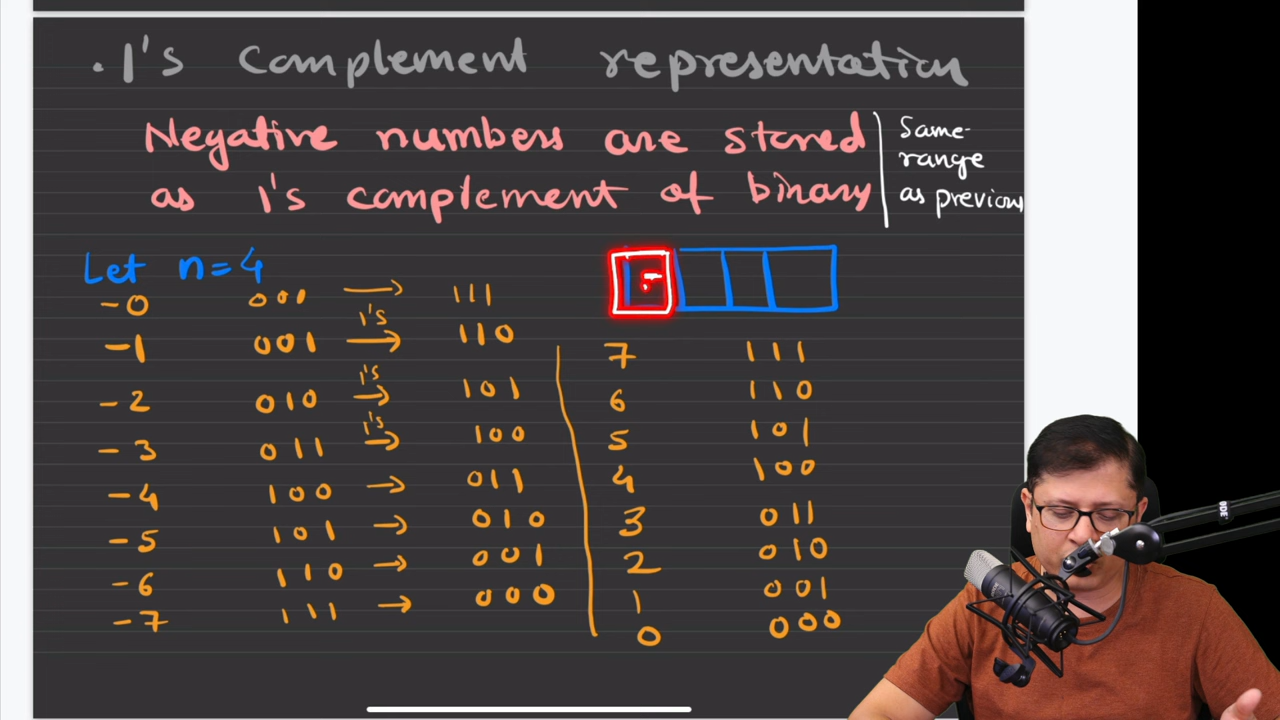 . 1's Complement representation
Negative numbers are stored
as 1's complement of binary
Same-
range
as previous
Let n=4
-0 000 → 111
-1 001 1's → 110
-2 010 1's → 101
-3 011 1's → 100
-4 100 → 011
-5 101 → 010
-6 110 → 001
-7 111 → 000
7 111
6 110
5 101
4 100
3 011
2 010
1 001
0 000